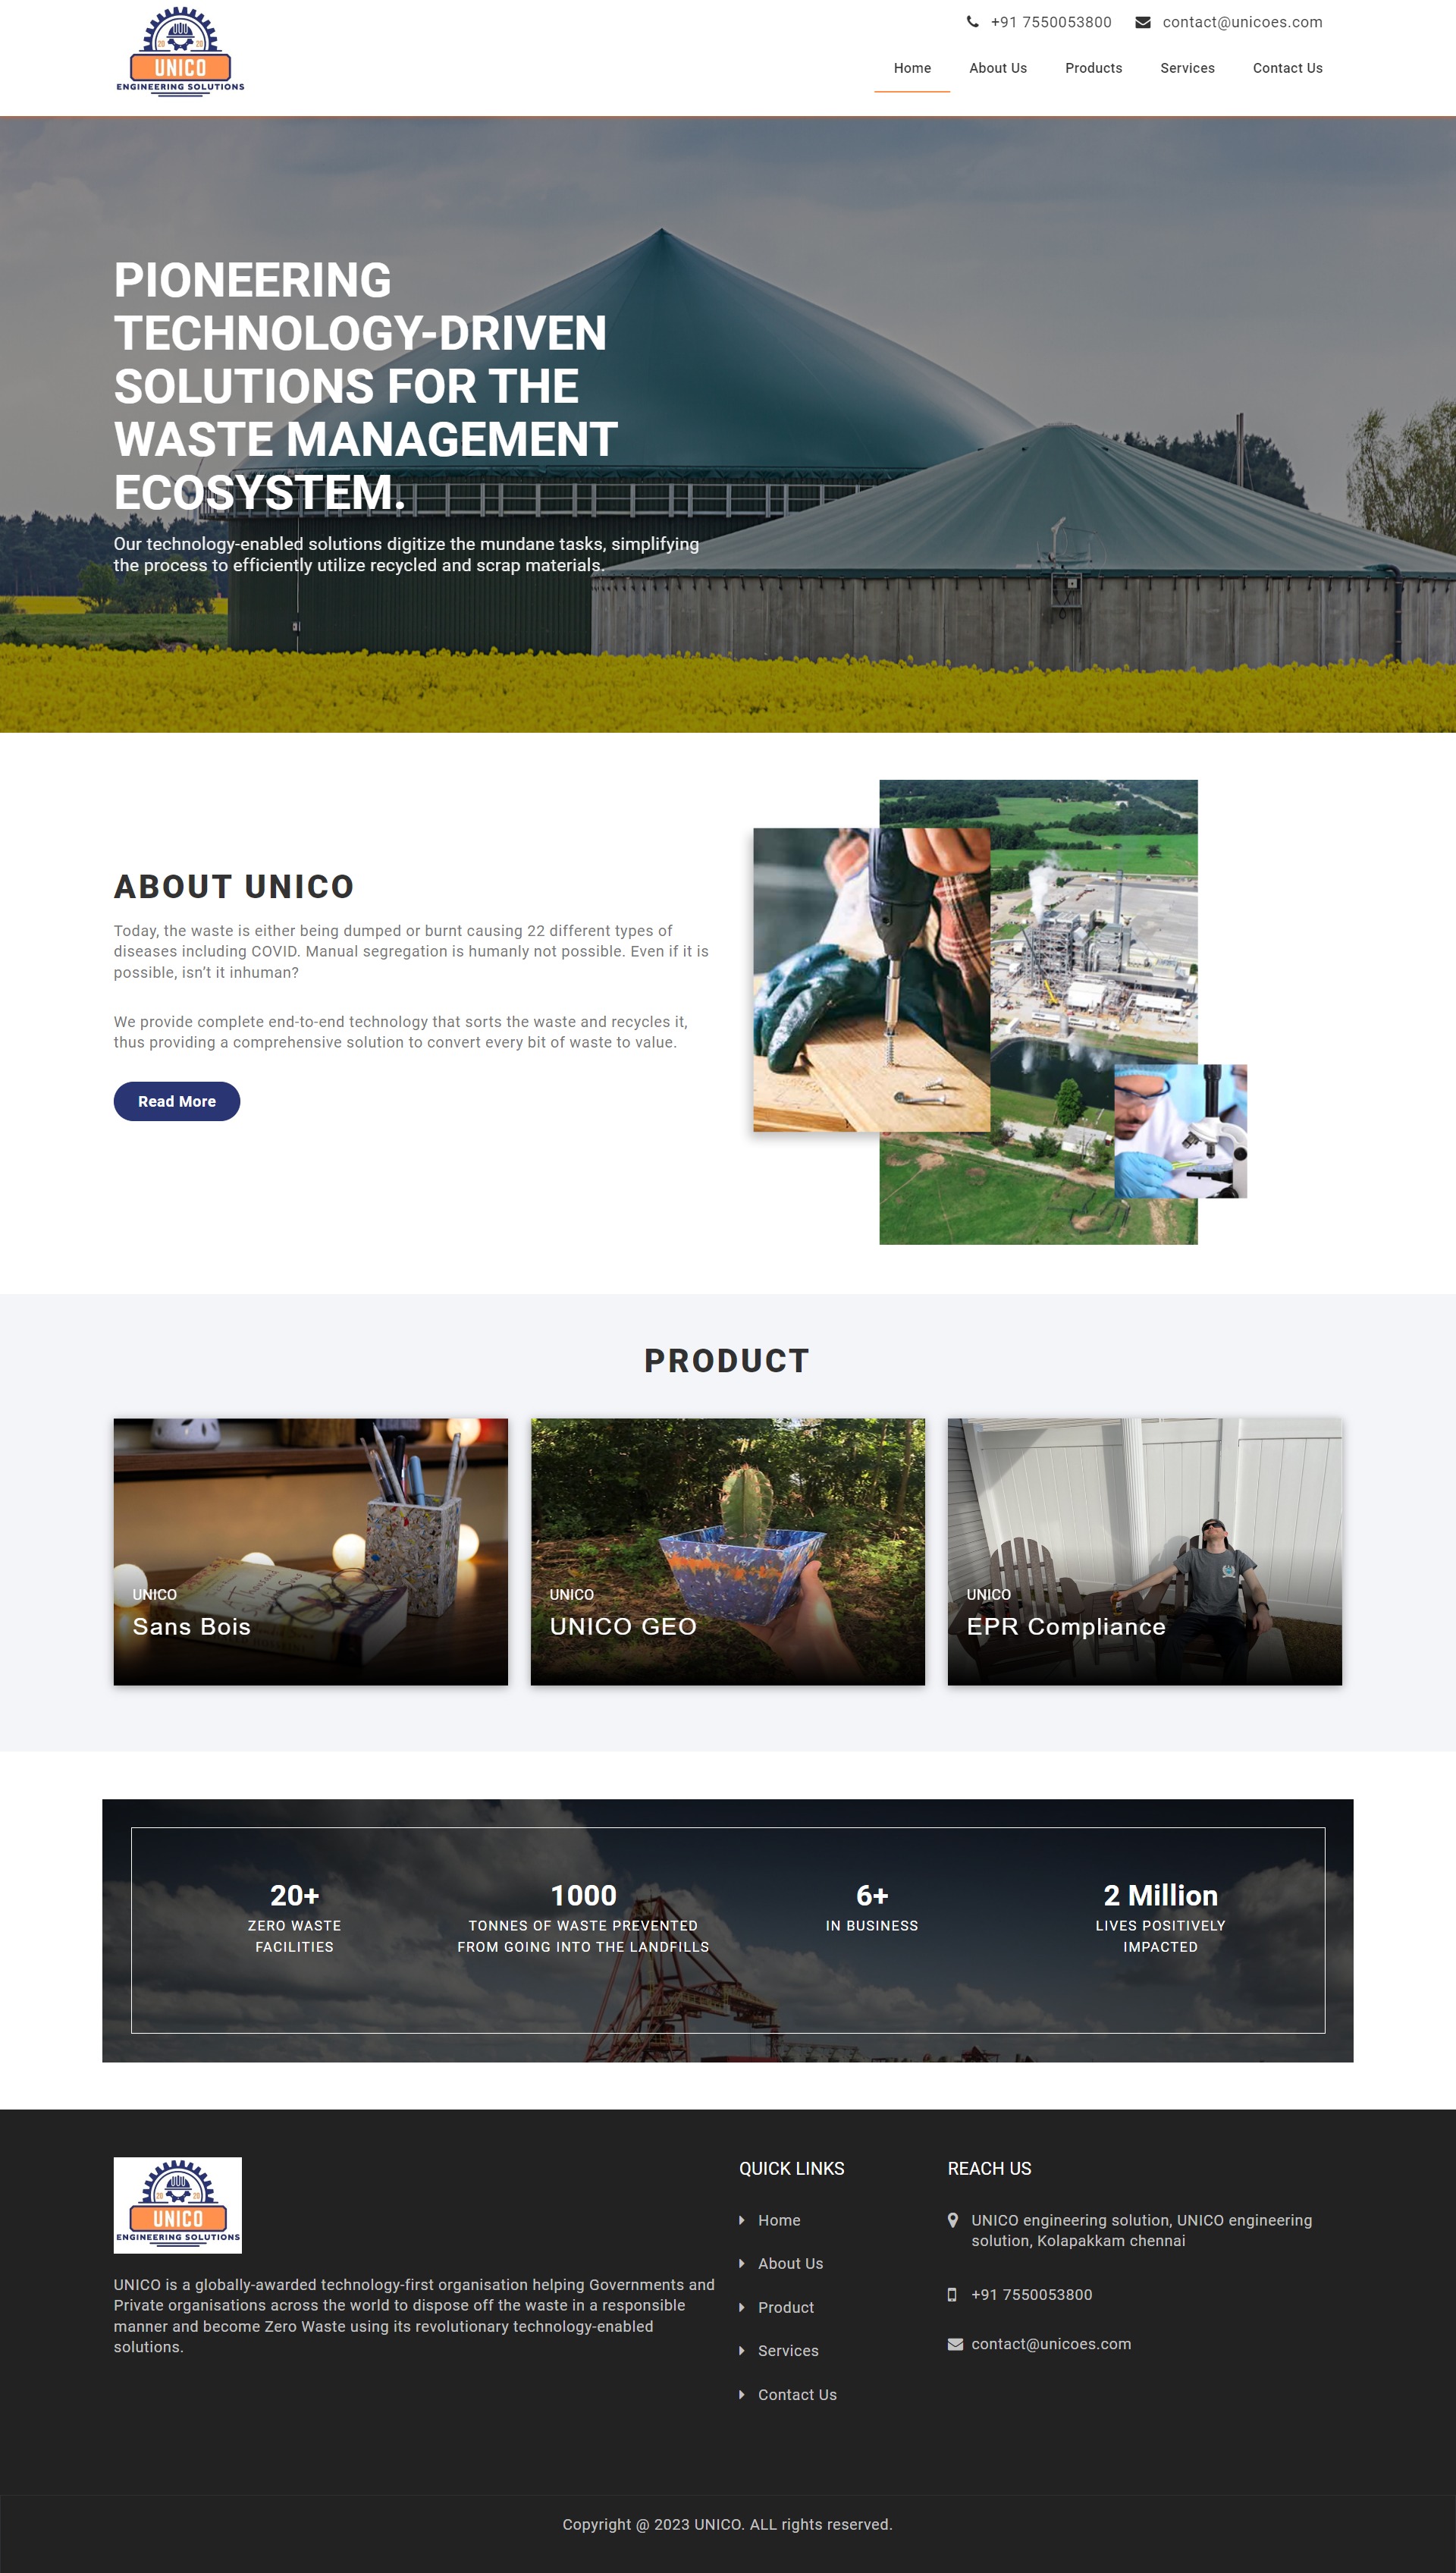 20 20
UNICO
ENGINEERING SOLUTIONS
+91 7550053800 contact@unicoes.com
Home About Us Products Services Contact Us
PIONEERING
TECHNOLOGY-DRIVEN
SOLUTIONS FOR THE
WASTE MANAGEMENT
ECOSYSTEM.
Our technology-enabled solutions digitize the mundane tasks, simplifying
the process to efficiently utilize recycled and scrap materials.
ABOUT UNICO
Today, the waste is either being dumped or burnt causing 22 different types of
diseases including COVID. Manual segregation is humanly not possible. Even if it is
possible, isn’t it inhuman?
We provide complete end-to-end technology that sorts the waste and recycles it,
thus providing a comprehensive solution to convert every bit of waste to value.
Read More
PRODUCT
UNICO
Sans Bois
UNICO
UNICO GEO
UNICO
EPR Compliance
20+
ZERO WASTE
FACILITIES
1000
TONNES OF WASTE PREVENTED
FROM GOING INTO THE LANDFILLS
6+
IN BUSINESS
2 Million
LIVES POSITIVELY
IMPACTED
20 20
UNICO
ENGINEERING SOLUTIONS
UNICO is a globally-awarded technology-first organisation helping Governments and
Private organisations across the world to dispose off the waste in a responsible
manner and become Zero Waste using its revolutionary technology-enabled
solutions.
QUICK LINKS
Home
About Us
Product
Services
Contact Us
REACH US
UNICO engineering solution, UNICO engineering
solution, Kolapakkam chennai
+91 7550053800
contact@unicoes.com
Copyright @ 2023 UNICO. ALL rights reserved.